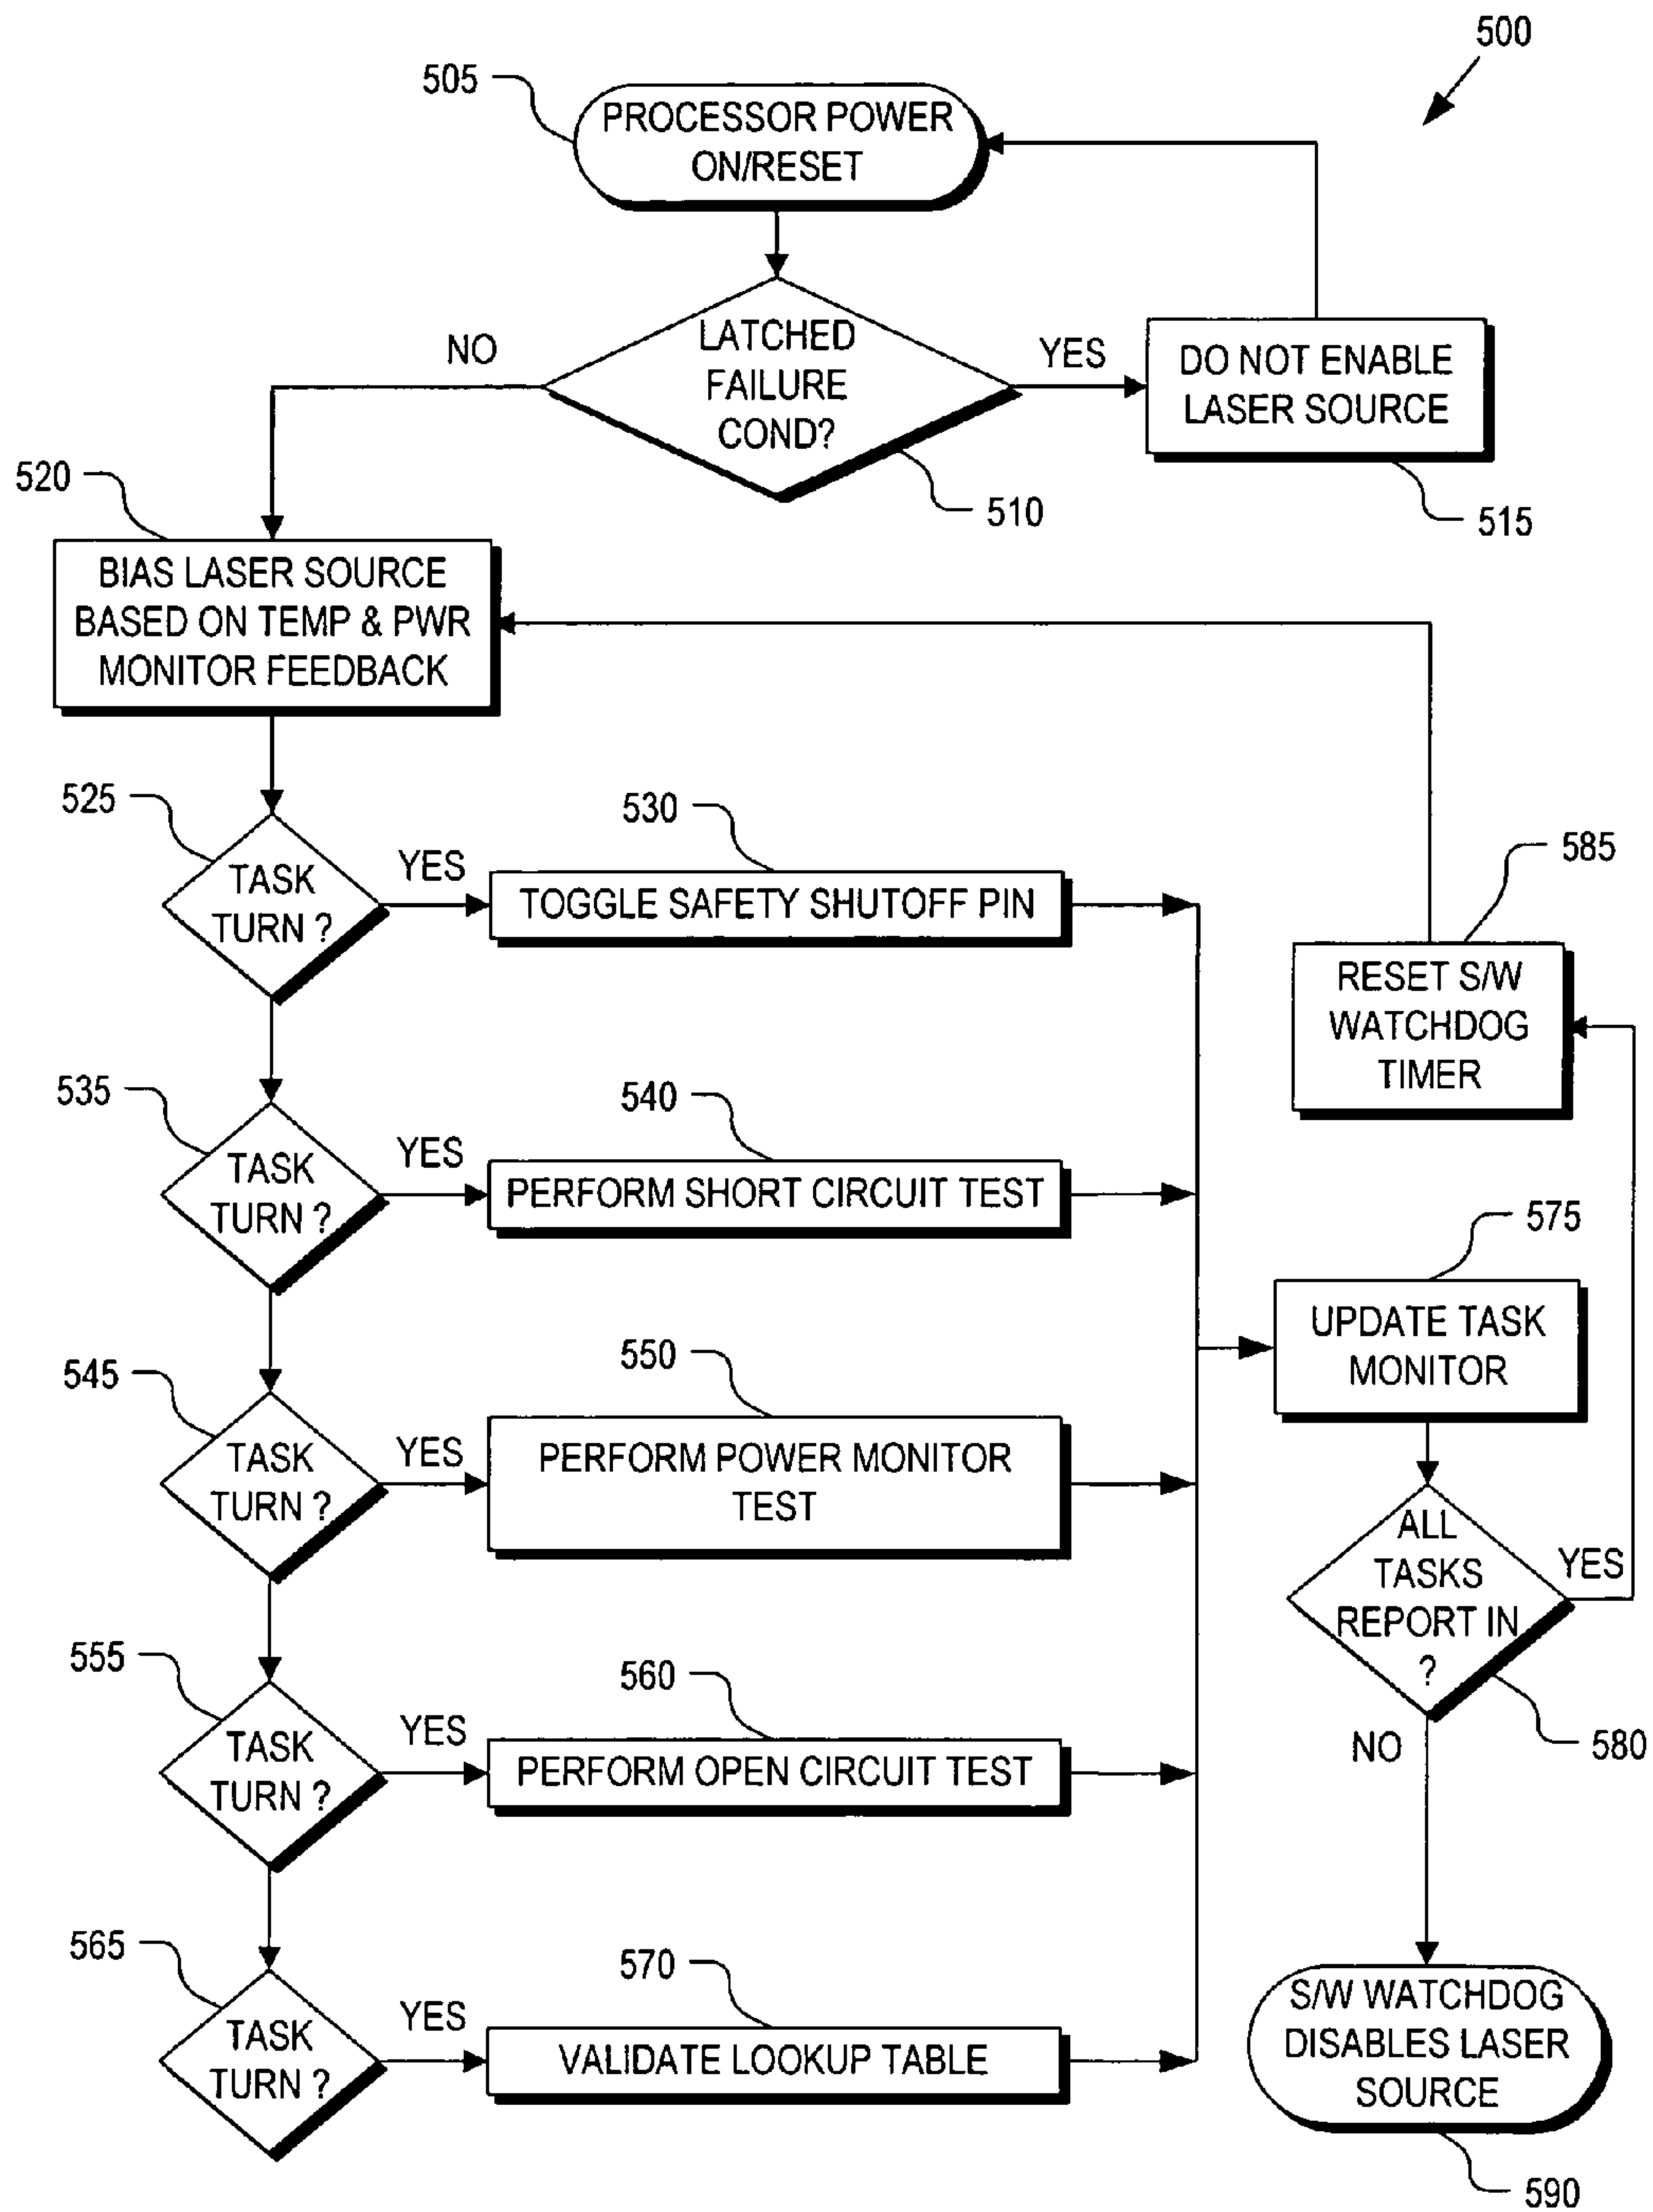 500
505
PROCESSOR POWER
ON/RESET
LATCHED
FAILURE
COND?
NO
YES
510
DO NOT ENABLE
LASER SOURCE
515
520
BIAS LASER SOURCE
BASED ON TEMP & PWR
MONITOR FEEDBACK
525
TASK
TURN ?
YES
530
TOGGLE SAFETY SHUTOFF PIN
535
TASK
TURN ?
YES
540
PERFORM SHORT CIRCUIT TEST
545
TASK
TURN ?
YES
550
PERFORM POWER MONITOR
TEST
555
TASK
TURN ?
YES
560
PERFORM OPEN CIRCUIT TEST
565
TASK
TURN ?
YES
570
VALIDATE LOOKUP TABLE
585
RESET S/W
WATCHDOG
TIMER
575
UPDATE TASK
MONITOR
ALL
TASKS
REPORT IN
?
YES
NO
580
S/W WATCHDOG
DISABLES LASER
SOURCE
590